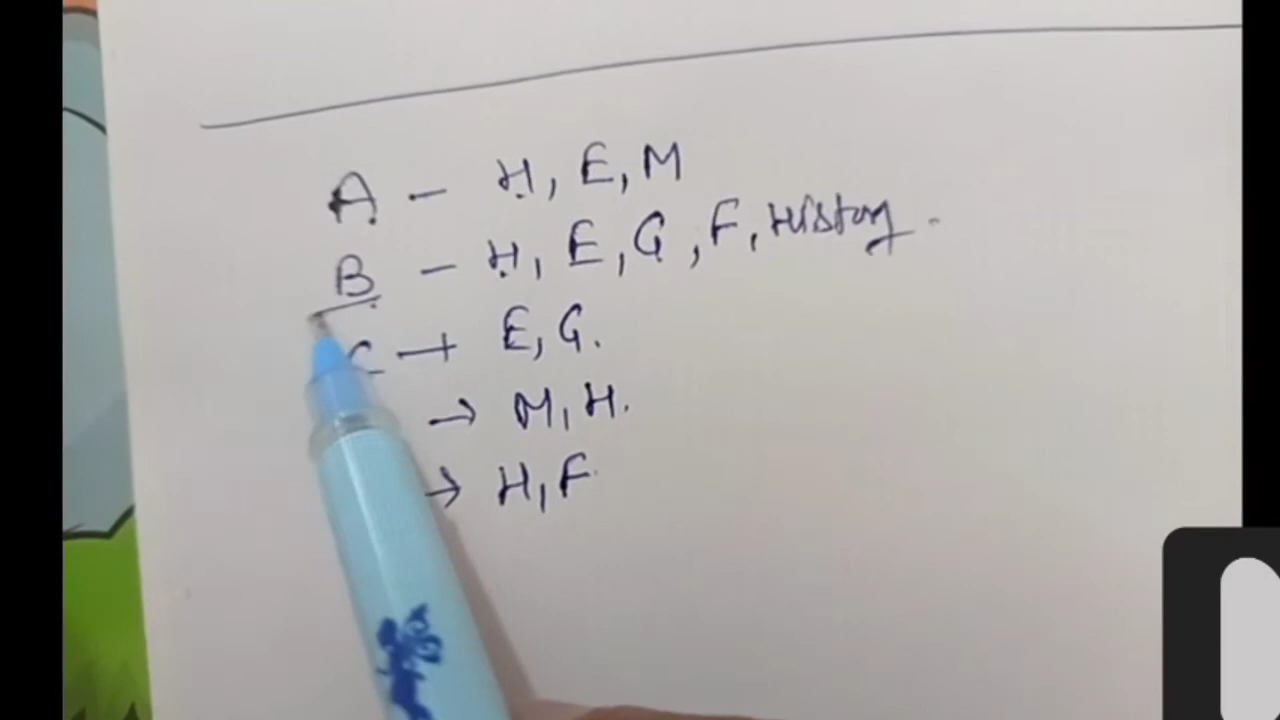 A - H, E, M
B - H, E, G, F, History.
C → E, G.
→ M, H.
→ H, F